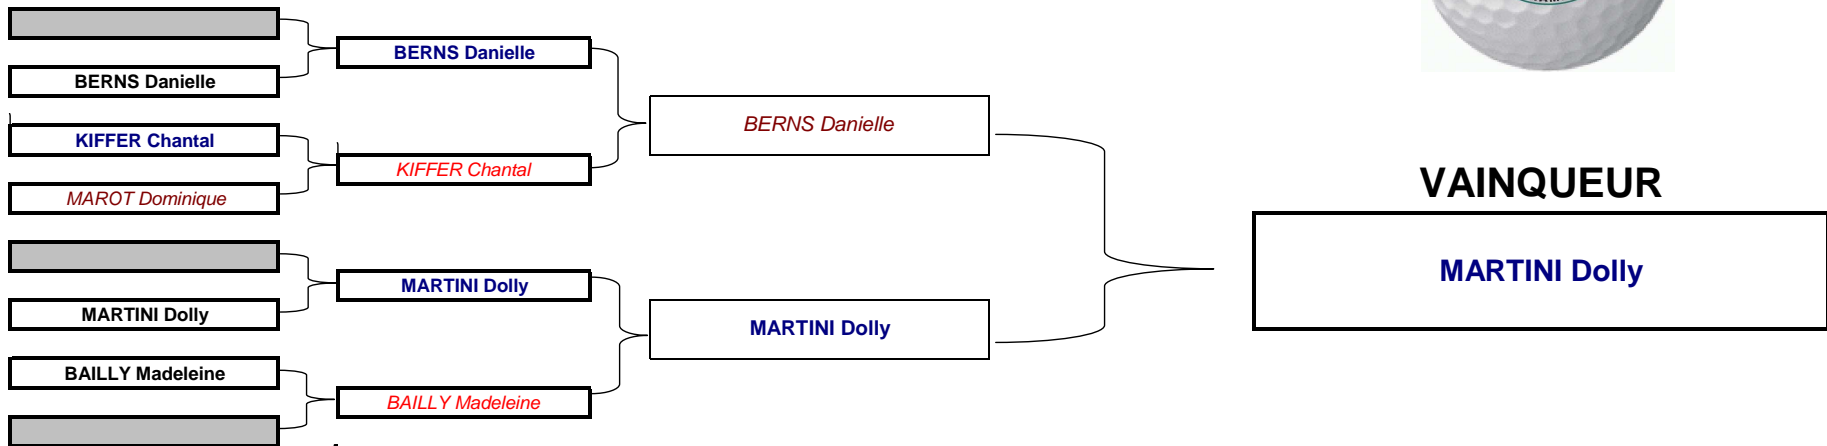 BERNS Danielle
BERNS Danielle
KIFFER Chantal
MAROT Dominique
KIFFER Chantal
BERNS Danielle
MARTINI Dolly
MARTINI Dolly
BAILLY Madeleine
BAILLY Madeleine
MARTINI Dolly
VAINQUEUR
MARTINI Dolly